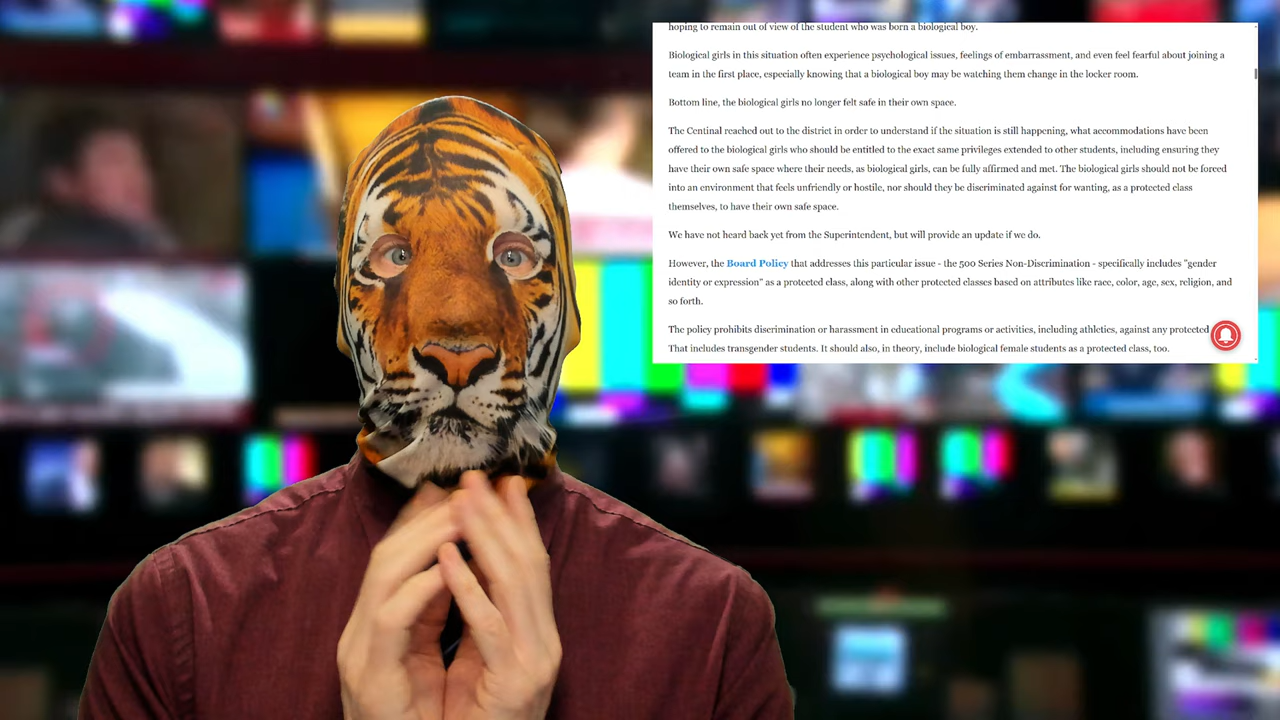 hoping to remain out of view of the student who was born a biological boy.
Biological girls in this situation often experience psychological issues, feelings of embarrassment, and even feel fearful about joining a
team in the first place, especially knowing that a biological boy may be watching them change in the locker room.
Bottom line, the biological girls no longer felt safe in their own space.
The Centinal reached out to the district in order to understand if the situation is still happening, what accommodations have been
offered to the biological girls who should be entitled to the exact same privileges extended to other students, including ensuring they
have their own safe space where their needs, as biological girls, can be fully affirmed and met. The biological girls should not be forced
into an environment that feels unfriendly or hostile, nor should they be discriminated against for wanting, as a protected class
themselves, to have their own safe space.
We have not heard back yet from the Superintendent, but will provide an update if we do.
However, the Board Policy that addresses this particular issue - the 500 Series Non-Discrimination - specifically includes "gender
identity or expression" as a protected class, along with other protected classes based on attributes like race, color, age, sex, religion, and
so forth.
The policy prohibits discrimination or harassment in educational programs or activities, including athletics, against any protected
That includes transgender students. It should also, in theory, include biological female students as a protected class, too.